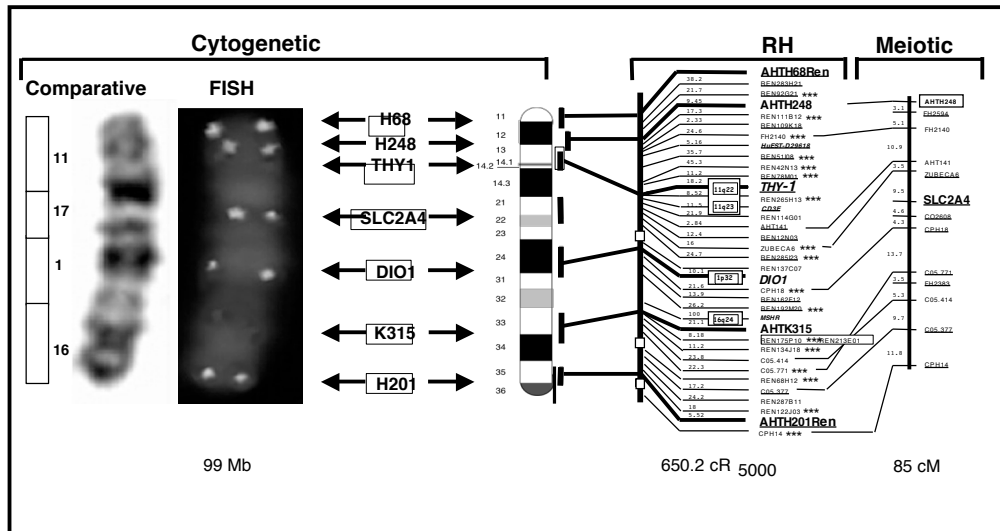 Cytogenetic
RH
Meiotic
Comparative
FISH
11
17
1
16
H68
H248
THY1
SLC2A4
DIO1
K315
H201
11
12
13
14.1
14.2
14.3
21
22
23
24
31
32
33
34
35
36
AHTH68Ren
38.2
REN283H21
21.7
REN92G21 ***
9.45
AHTH248
17.3
REN111B12 ***
2.33
REN109K18
24.6
FH2140 ***
5.16
HuEST-D29618
35.7
REN51I08 ***
45.3
REN42N13 ***
11.2
REN78M01 ***
18.2
THY-1
11q22
8.52
REN265H13 ***
11.5
CD3E
11q23
21.9
REN114G01
2.84
AHT141
12.4
REN12N03
16
ZUBECA6 ***
24.7
REN285I23 ***
REN137C07
10.1
DIO1
1p32
21.6
CPH18 ***
13.9
REN162F12
26.2
REN192M20 ***
100
MSHR
16q24
21.1
AHTK315
8.18
REN175P10 ***REN213E01
11.2
REN134J18 ***
23.8
C05.414
22.3
C05.771 ***
REN68H12 ***
17.2
C05.377
24.2
REN287B11
18
REN122J03 ***
5.52
AHTH201Ren
CPH14 ***
AHTH248
3.1
FH2594
5.1
FH2140
10.9
AHT141
3.5
ZUBECA6
9.5
SLC2A4
4.6
CO2608
4.3
CPH18
13.7
C05.771
3.5
FH2383
5.3
C05.414
9.7
C05.377
11.8
CPH14
99 Mb
650.2 cR 5000
85 cM